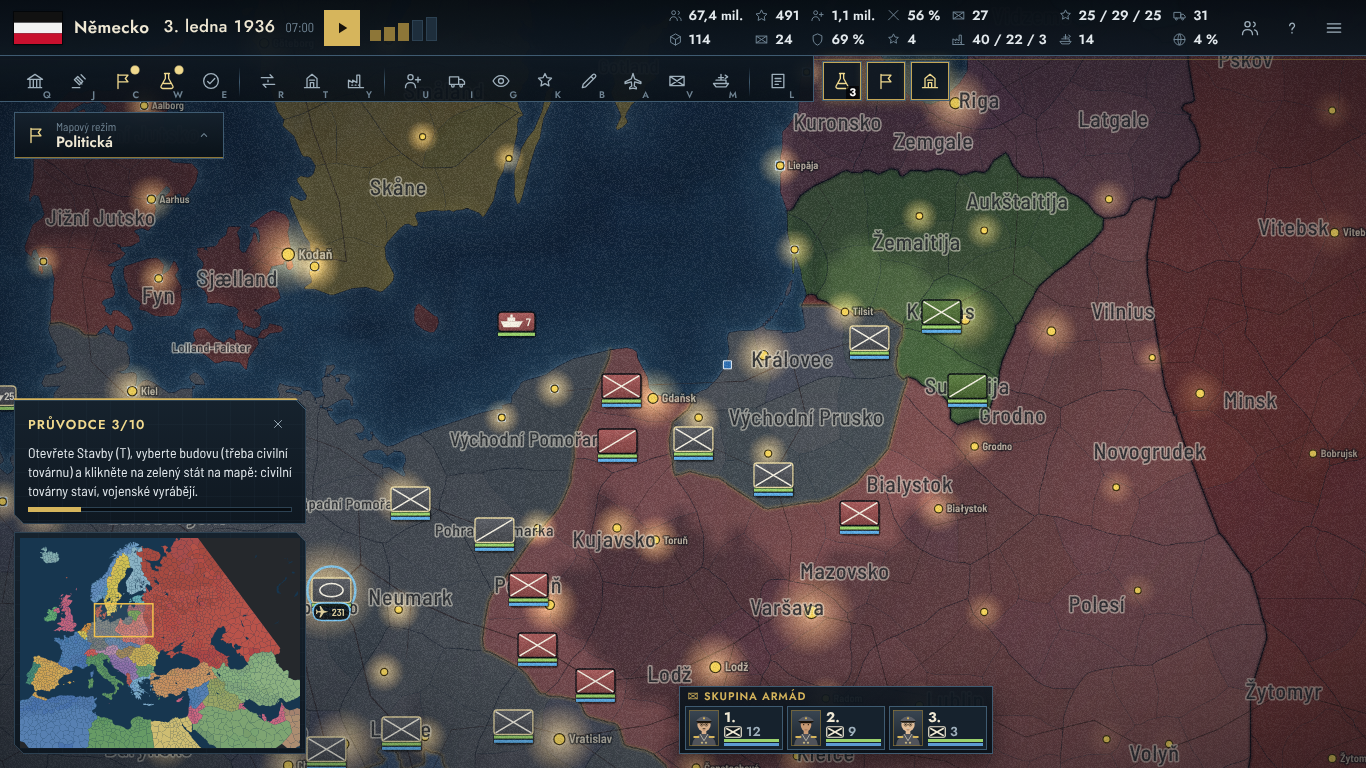 Německo 3. ledna 1936 07:00
67,4 mil. 491 1,1 mil. 56 % 27 25 / 29 / 25 31
114 24 69 % 4 40 / 22 / 3 14 4 %
?
Q J C W E R T Y U I G K B A V M L
3
Mapový režim
Politická
Pskov
Aalborg
Riga
Kuronsko
Latgale
Zemgale
Liepāja
Skåne
Aarhus
Jižní Jutsko
Aukštaitija
Vitebsk
Žemaitija
Kodaň
Sjælland
Fyn
Tilsit
Vilnius
7
Lolland-Falster
Královec
Kiel
25
Gdaňsk
Minsk
Východní Prusko
Grodno
Východní Pomořan
Grodno
Novogrudek
Bobrujsk
PRŮVODCE 3/10
Otevřete Stavby (T), vyberte budovu (třeba civilní
továrnu) a klikněte na zelený stát na mapě: civilní
továrny staví, vojenské vyrábějí.
Bialystok
Białystok
Kujavsko
Toruň
Mazovsko
Neumark
231
Varšava
Polesí
Lodž
Lodž
Žytomyr
Vratislav
Volyň
SKUPINA ARMÁD
1. 12
2. 9
3. 3